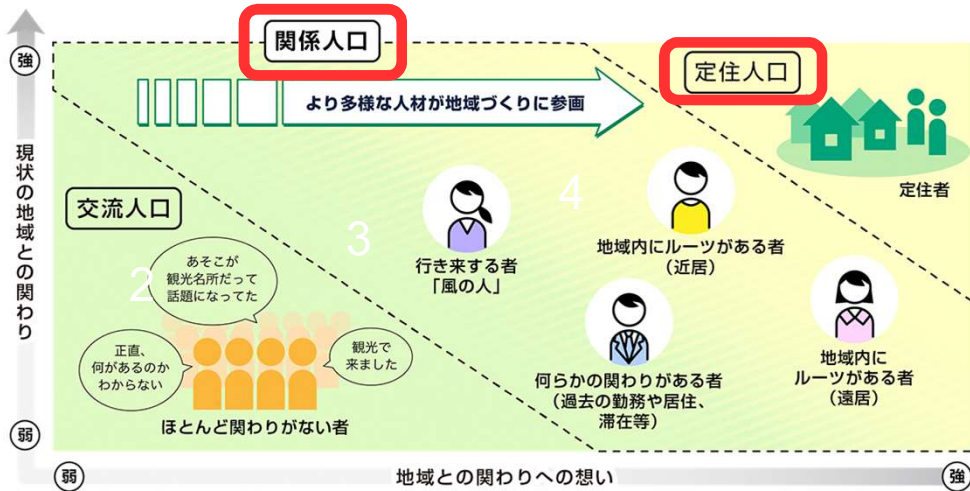 関係人口
定住人口
強
より多様な人材が地域づくりに参画
現状の地域との関わり
定住者
交流人口
4
3
2
あそこが
観光名所だって
話題になってた
行き来する者
「風の人」
地域内にルーツがある者
(近居)
正直、
何があるのか
わからない
観光で
来ました
ほとんど関わりがない者
何らかの関わりがある者
(過去の勤務や居住、
滞在等)
地域内に
ルーツがある者
(遠居)
弱
弱
地域との関わりへの想い
強